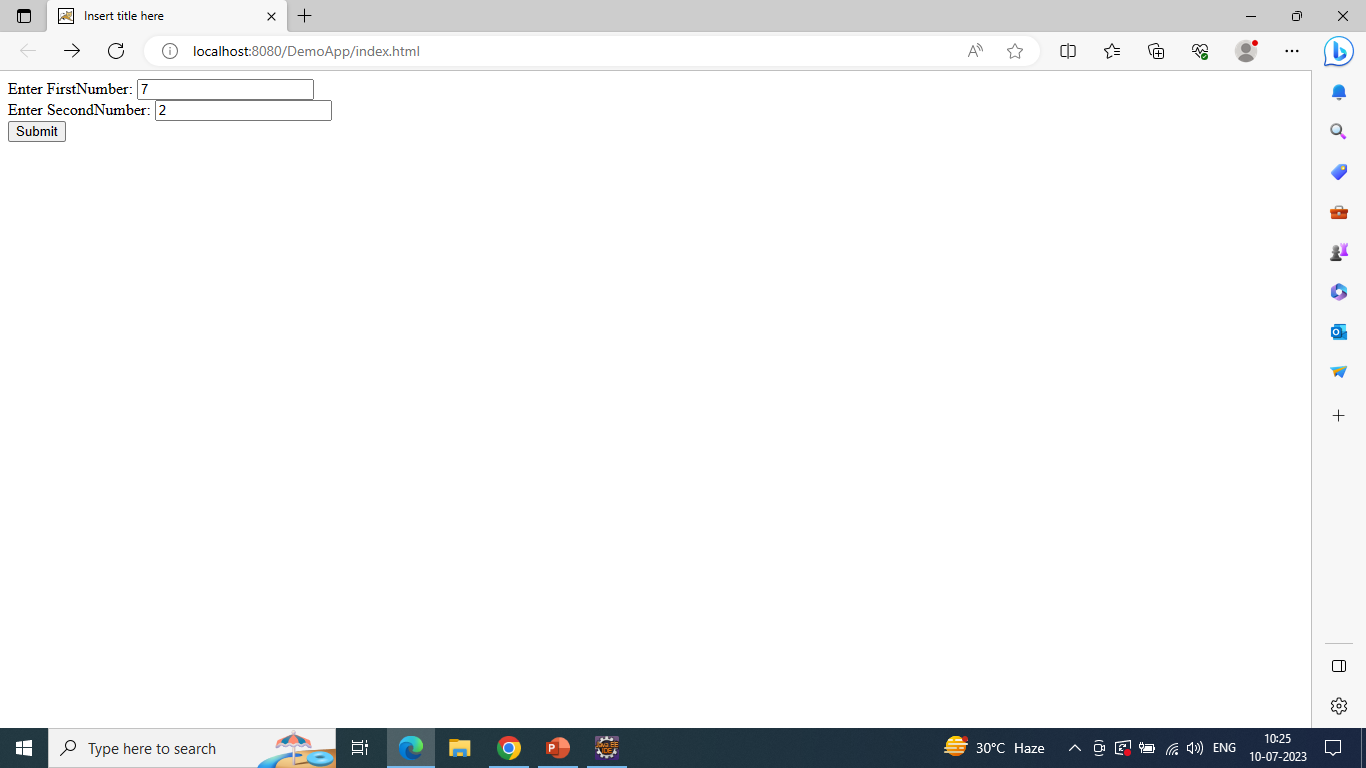 Insert title here
localhost:8080/DemoApp/index.html
Enter FirstNumber: 7
Enter SecondNumber: 2
Submit
Type here to search
30°C Haze
ENG
10:25
10-07-2023